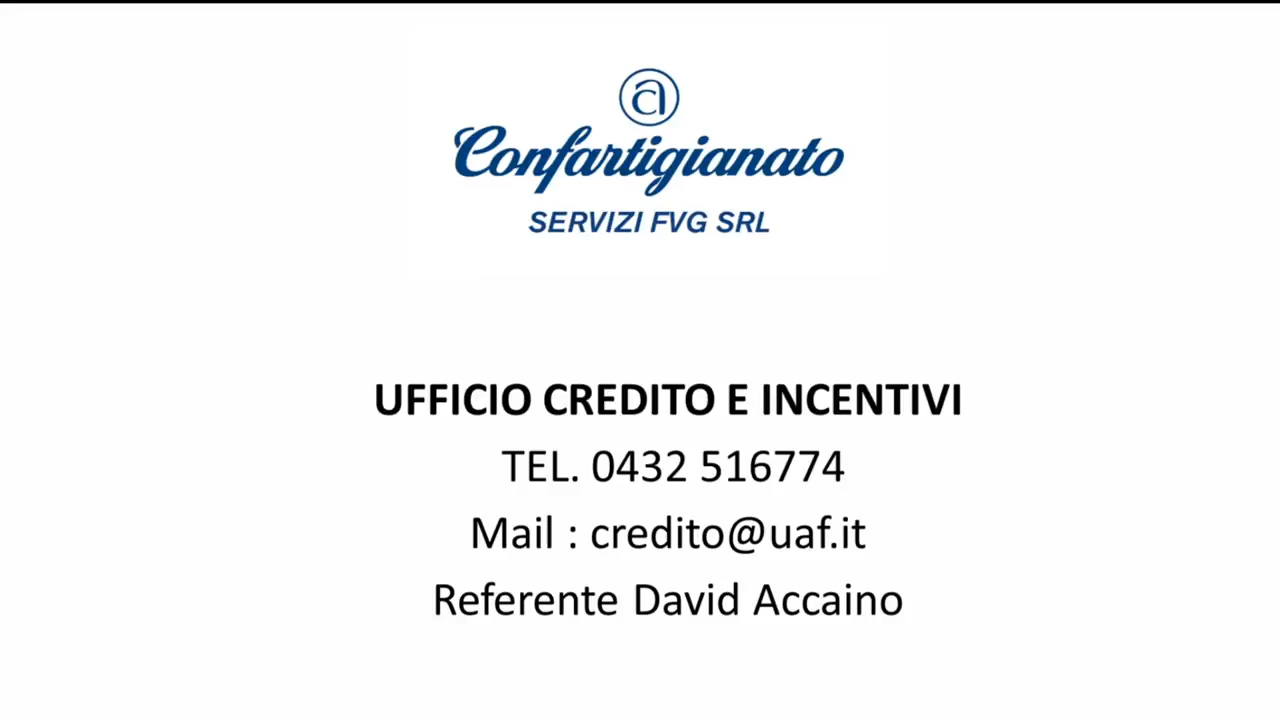 a
Confartigianato
SERVIZI FVG SRL
UFFICIO CREDITO E INCENTIVI
TEL. 0432 516774
Mail : credito@uaf.it
Referente David Accaino